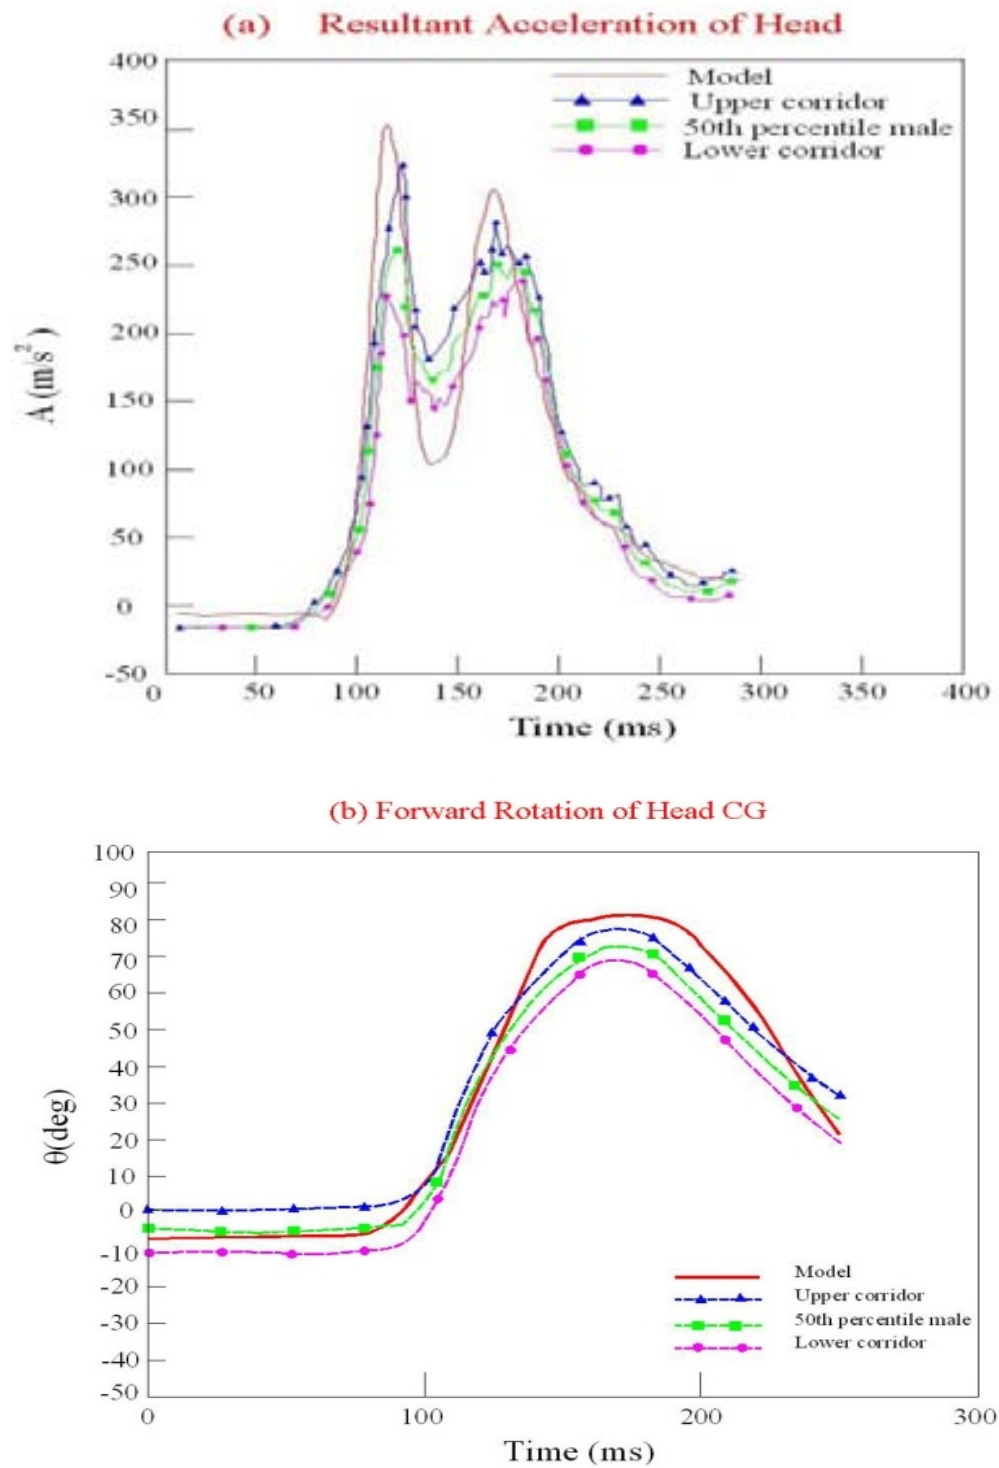 (a) Resultant Acceleration of Head
400
350
300
250
200
150
100
50
0
-50
A (m/s²)
Model
Upper corridor
50th percentile male
Lower corridor
0 50 100 150 200 250 300 350 400
Time (ms)
(b) Forward Rotation of Head CG
100
90
80
70
60
50
40
30
20
10
0
-10
-20
-30
-40
-50
θ(deg)
Model
Upper corridor
50th percentile male
Lower corridor
0 100 200 300
Time (ms)